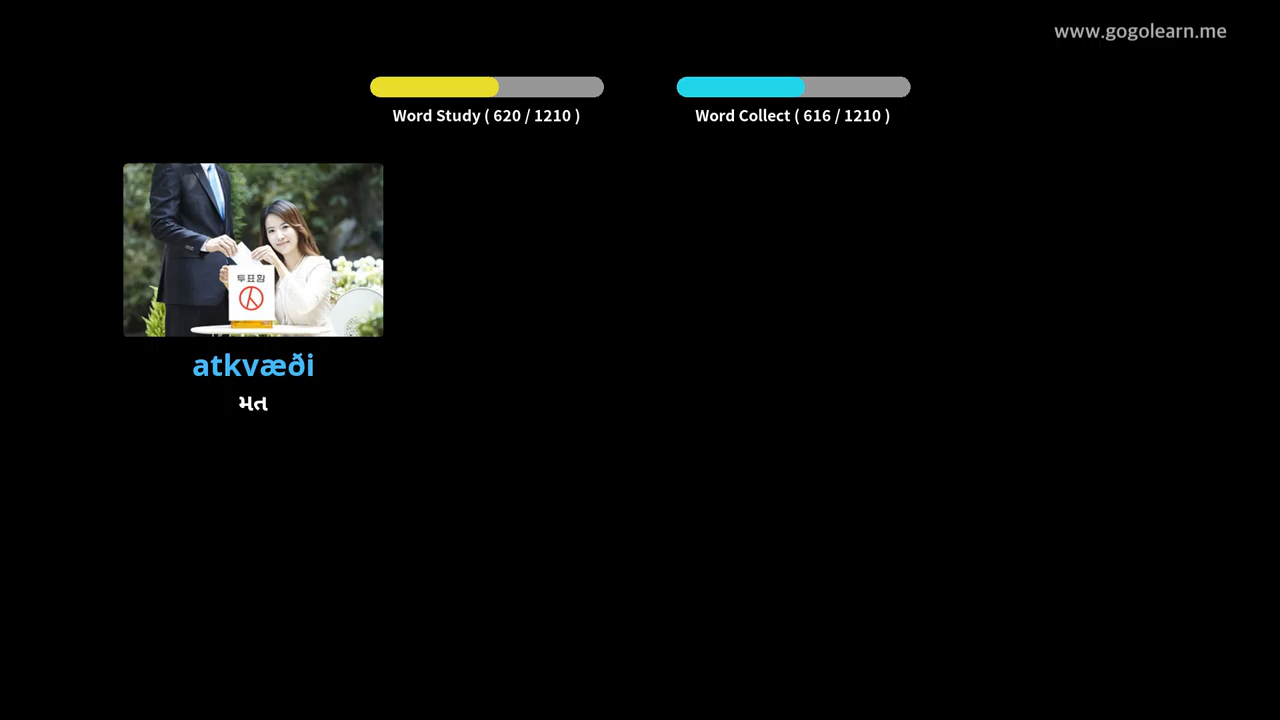 www.gogolearn.me
Word Study ( 620 / 1210 )
Word Collect ( 616 / 1210 )
투표함
atkvæði
મત